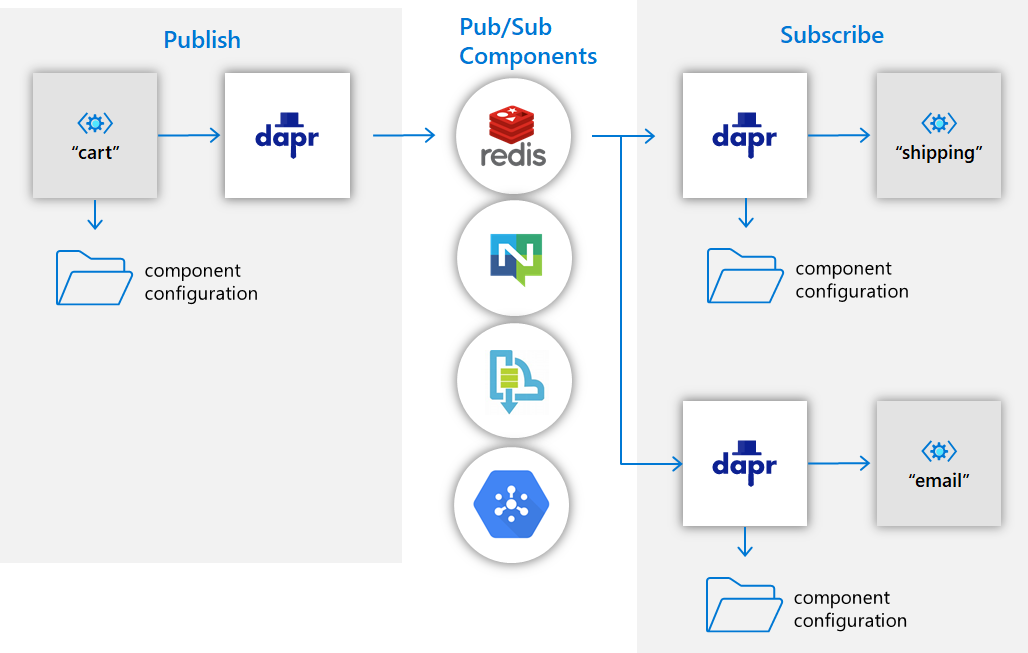 Publish
"cart"
dapr
component
configuration
Pub/Sub
Components
redis
N
Subscribe
dapr
"shipping"
component
configuration
dapr
"email"
component
configuration